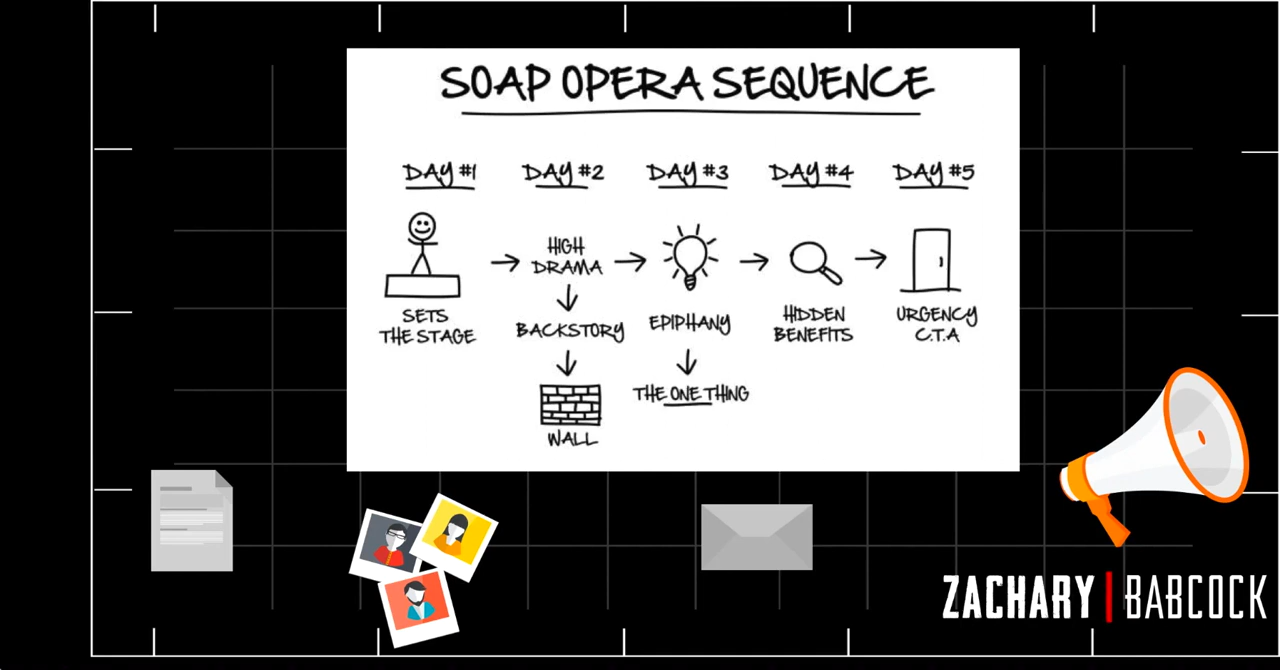 SOAP OPERA SEQUENCE
DAY #1
DAY #2
DAY #3
DAY #4
DAY #5
SETS
THE STAGE
HIGH
DRAMA
BACKSTORY
WALL
EPIPHANY
THE ONE THING
HIDDEN
BENEFITS
URGENCY
C.T.A
ZACHARY | BABCOCK